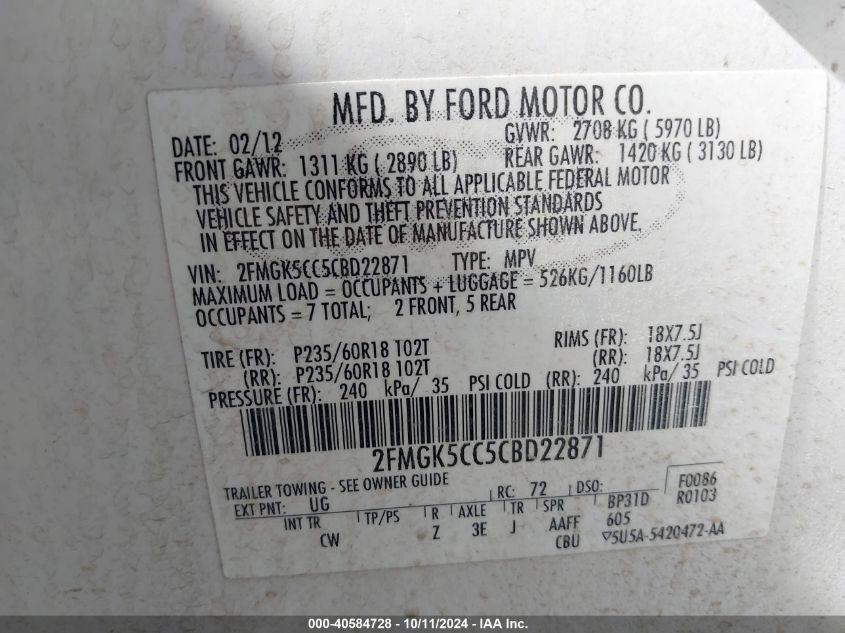 MFD. BY FORD MOTOR CO.
DATE: 02/12 GVWR: 2708 KG ( 5970 LB)
FRONT GAWR: 1311 KG ( 2890 LB) REAR GAWR: 1420 KG ( 3130 LB)
THIS VEHICLE CONFORMS TO ALL APPLICABLE FEDERAL MOTOR
VEHICLE SAFETY AND THEFT PREVENTION STANDARDS
IN EFFECT ON THE DATE OF MANUFACTURE SHOWN ABOVE.
VIN: 2FMGK5CC5CBD22871 TYPE: MPV
MAXIMUM LOAD = OCCUPANTS + LUGGAGE = 526KG/1160LB
OCCUPANTS = 7 TOTAL; 2 FRONT, 5 REAR
TIRE (FR): P235/60R18 102T RIMS (FR): 18X7.5J
(RR): P235/60R18 102T (RR): 18X7.5J
PRESSURE (FR): 240 kPa/ 35 PSI COLD (RR): 240 kPa/ 35 PSI COLD
2FMGK5CC5CBD22871
TRAILER TOWING - SEE OWNER GUIDE
EXT PNT: UG RC: 72 DSO: F0086
INT TR TP/PS R AXLE TR SPR BP31D R0103
CW Z 3E J AAFF 605
CBU 5U5A-5420472-AA
000-40584728 - 10/11/2024 - IAA Inc.